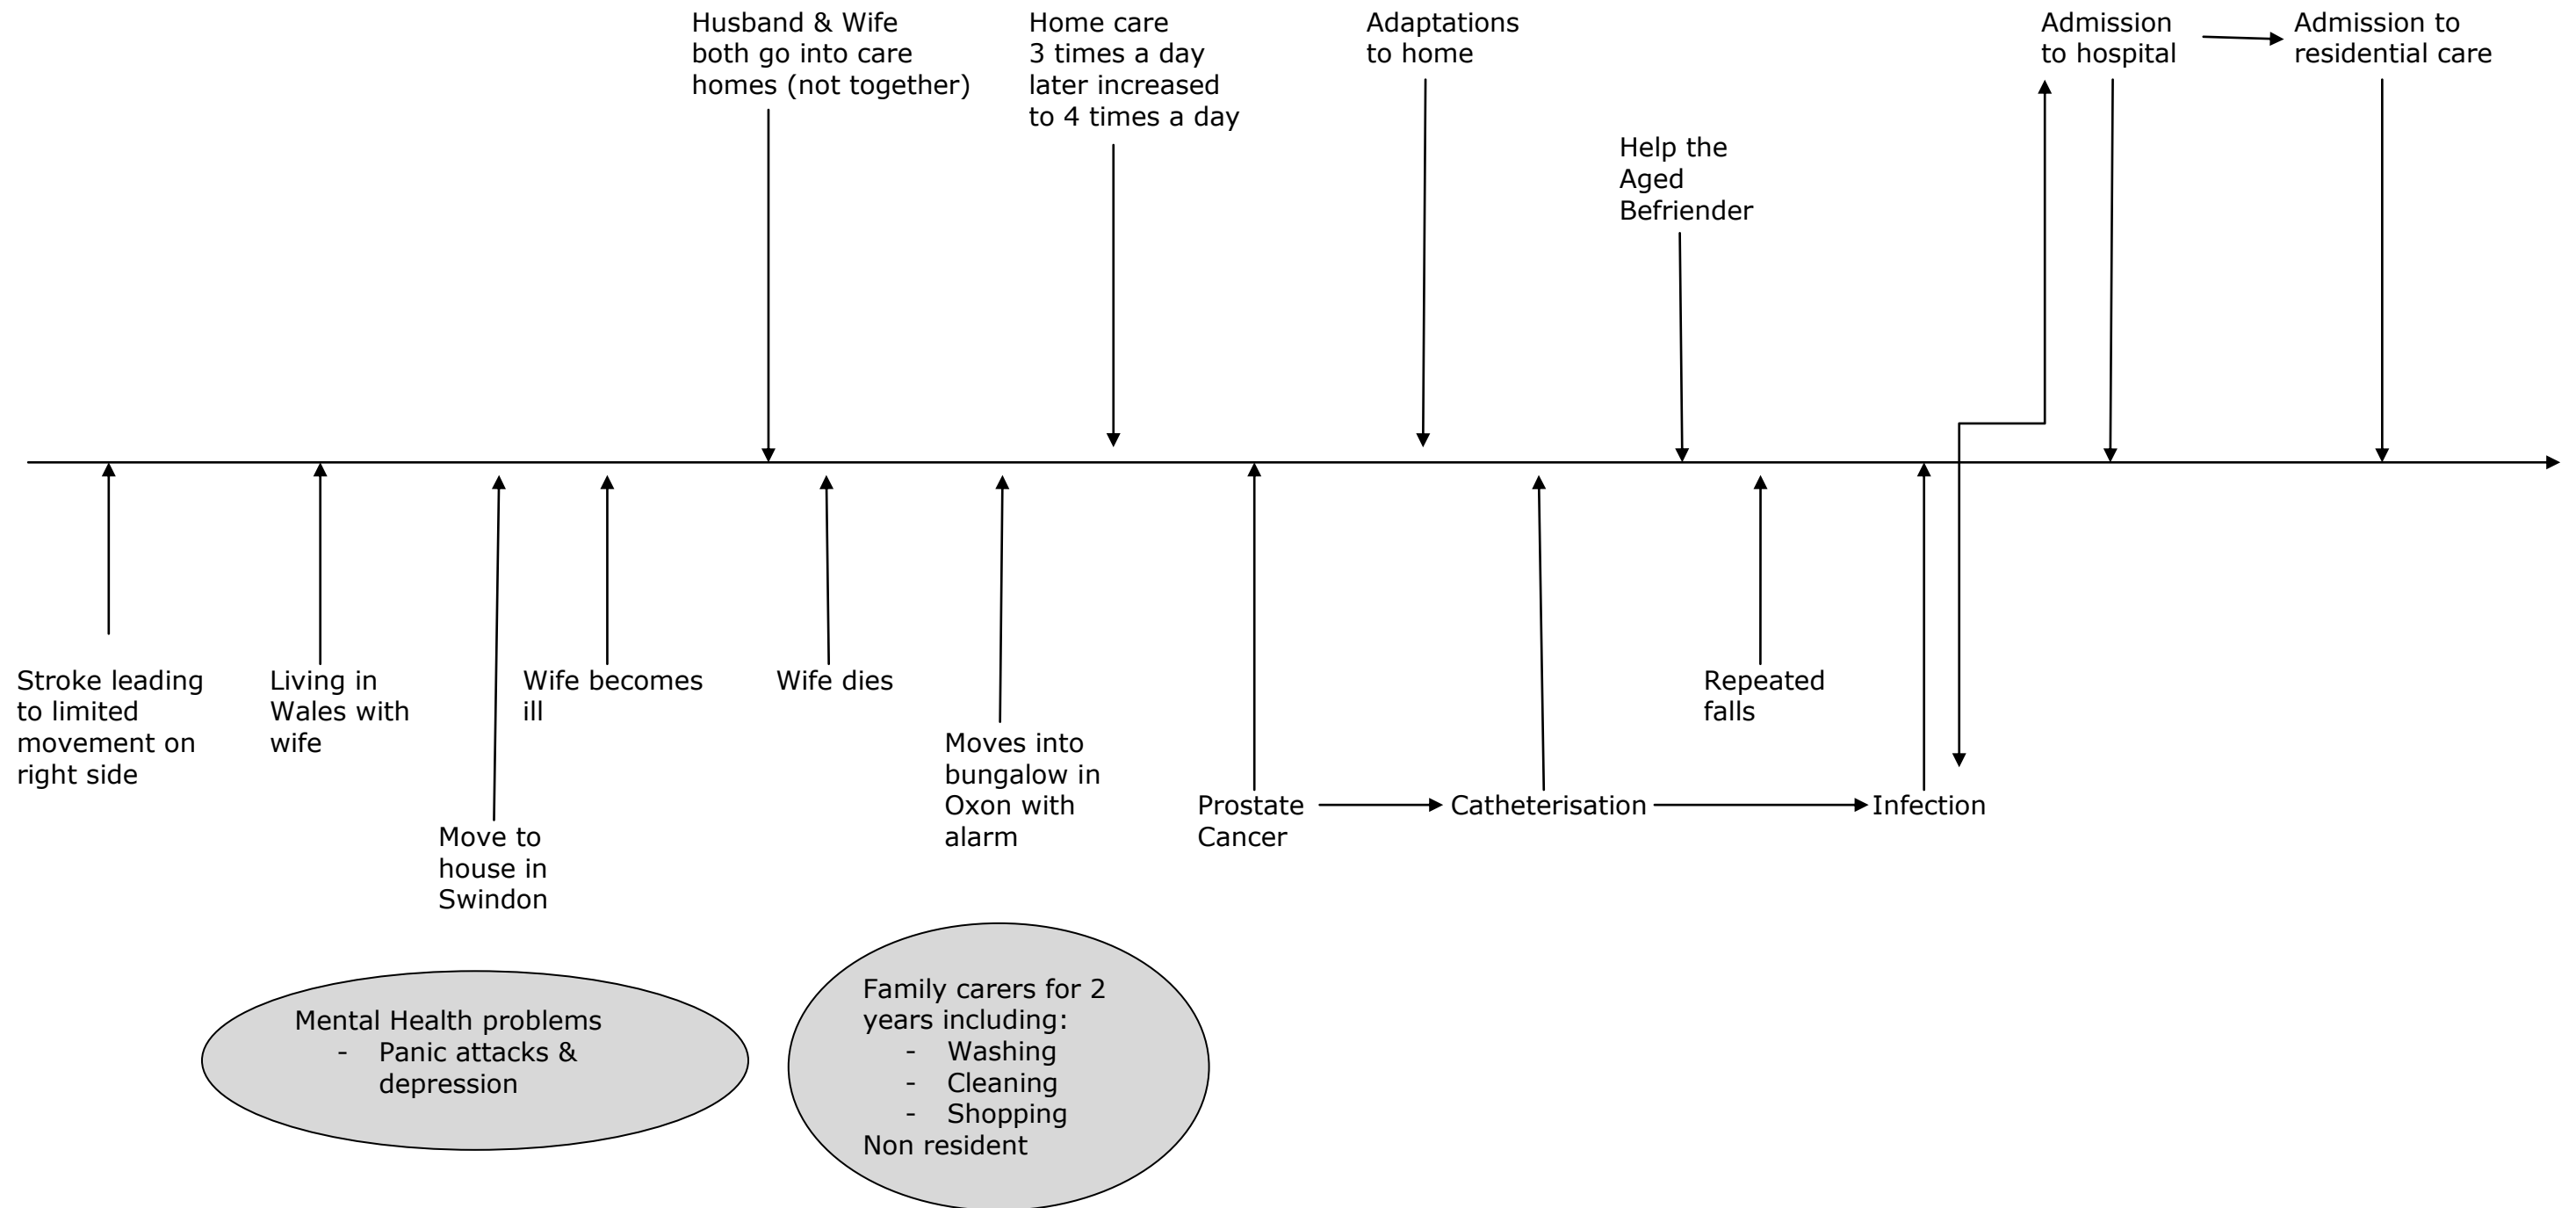 Husband & Wife
both go into care
homes (not together)
Home care
3 times a day
later increased
to 4 times a day
Adaptations
to home
Help the
Aged
Befriender
Admission
to hospital
Admission to
residential care
Stroke leading
to limited
movement on
right side
Living in
Wales with
wife
Move to
house in
Swindon
Wife becomes
ill
Wife dies
Moves into
bungalow in
Oxon with
alarm
Prostate
Cancer
Catheterisation
Repeated
falls
Infection
Mental Health problems
- Panic attacks &
depression
Family carers for 2
years including:
- Washing
- Cleaning
- Shopping
Non resident